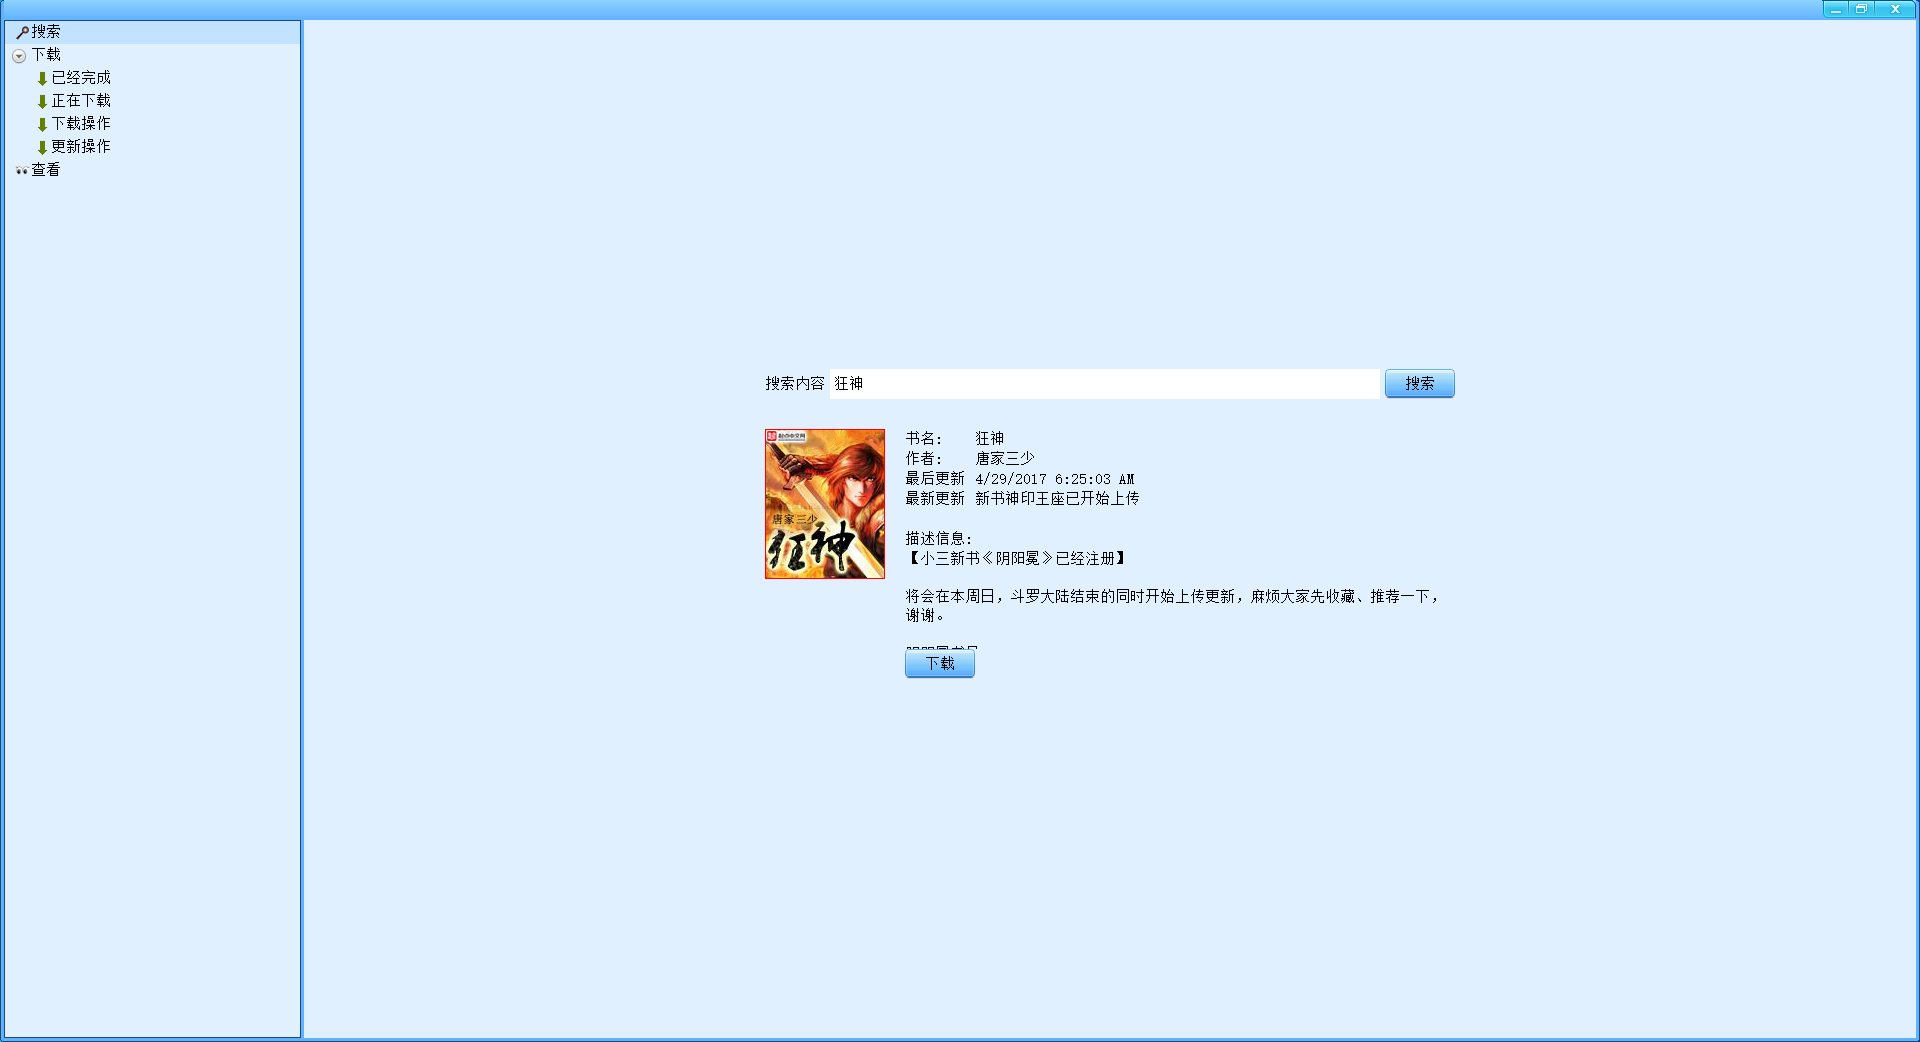 搜索
下载
已经完成
正在下载
下载操作
更新操作
查看
搜索内容 狂神 搜索
起点中文网
唐家三少
狂神
书名: 狂神
作者: 唐家三少
最后更新 4/29/2017 6:25:03 AM
最新更新 新书神印王座已开始上传
描述信息:
【小三新书《阴阳冕》已经注册】
将会在本周日，斗罗大陆结束的同时开始上传更新，麻烦大家先收藏、推荐一下，
谢谢。
下载